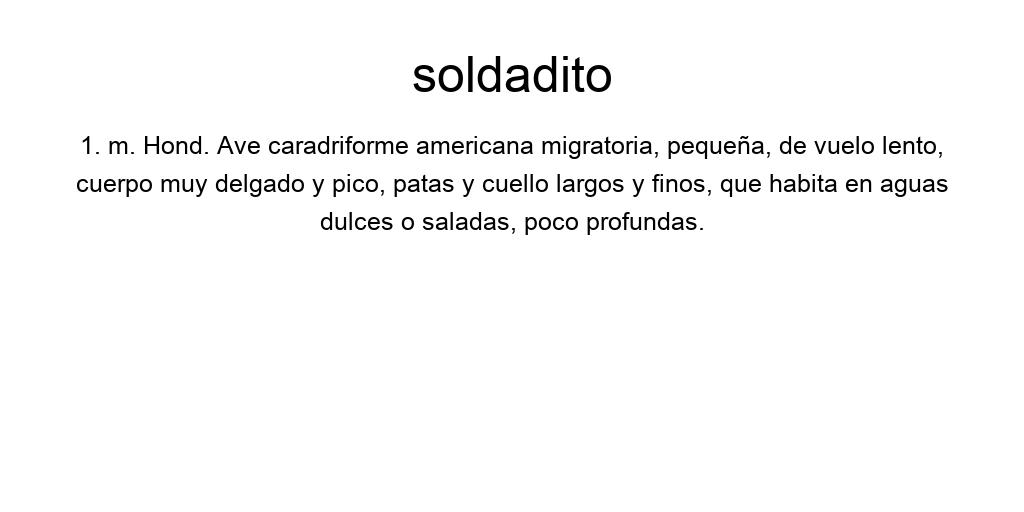 soldadito
1. m. Hond. Ave caradriforme americana migratoria, pequeña, de vuelo lento,
cuerpo muy delgado y pico, patas y cuello largos y finos, que habita en aguas
dulces o saladas, poco profundas.